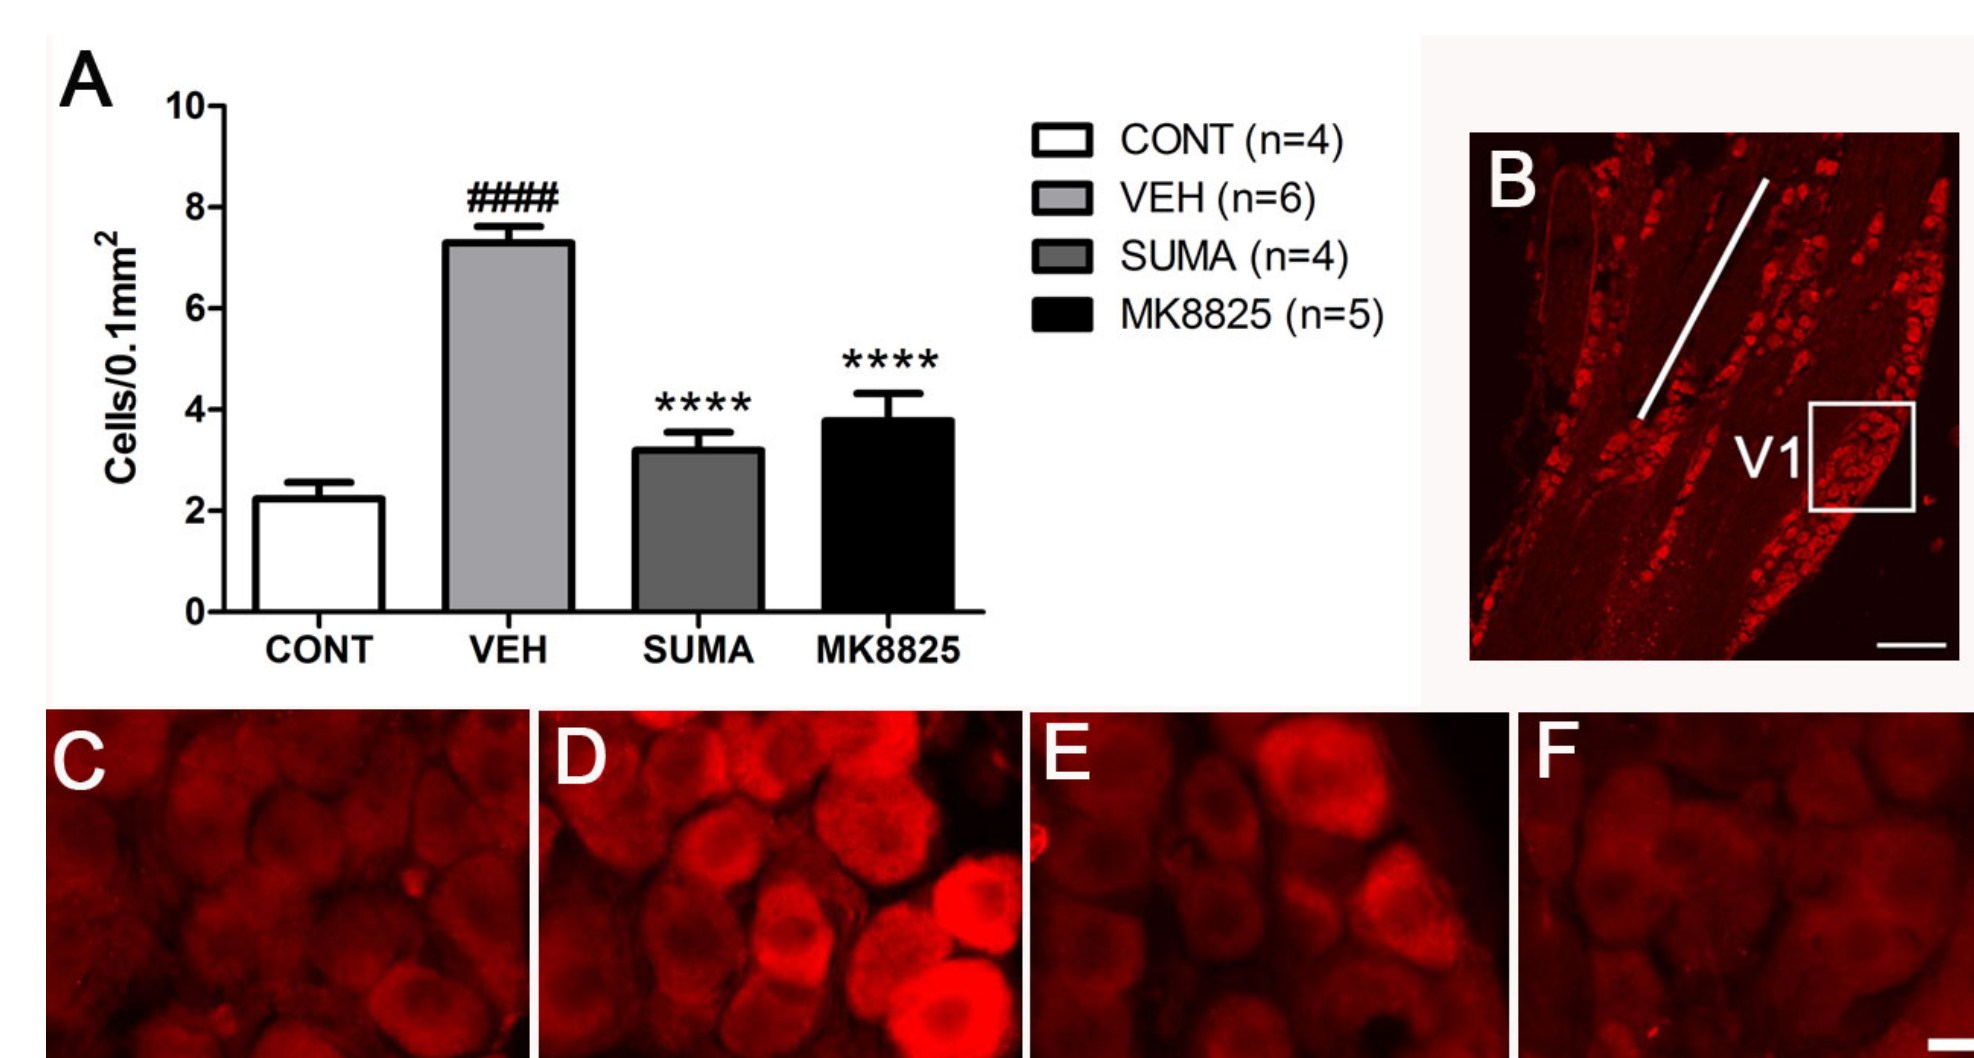 A
10
8
6
4
2
0
Cells/0.1mm2
####
****
****
CONT
VEH
SUMA
MK8825
CONT (n=4)
VEH (n=6)
SUMA (n=4)
MK8825 (n=5)
B
V1
C
D
E
F